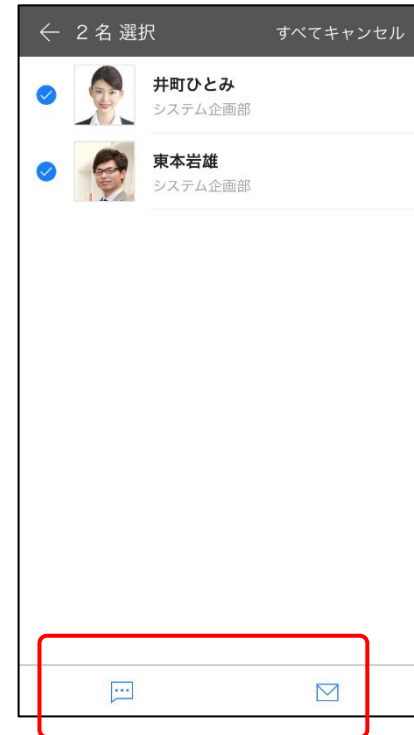 ← 2 名 選択 すべてキャンセル
井町ひとみ
システム企画部
東本岩雄
システム企画部